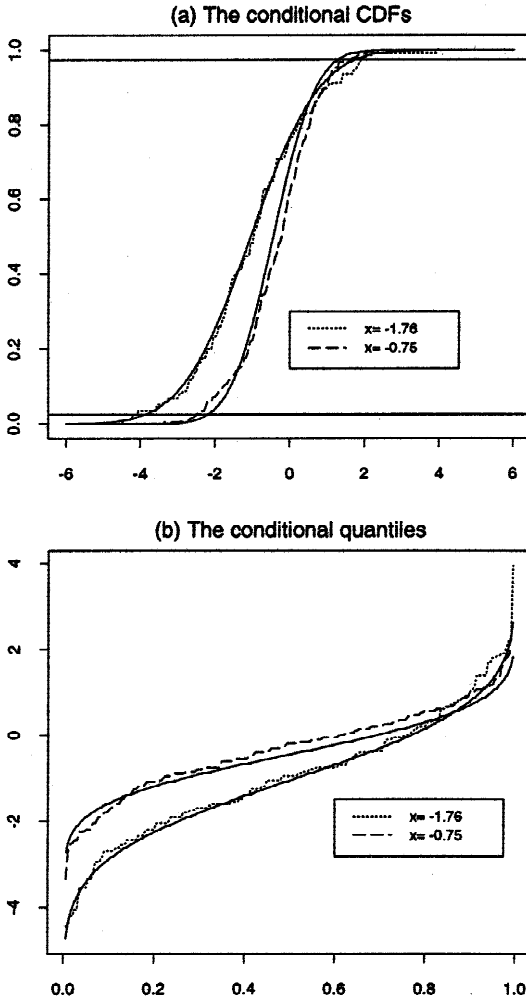 (a) The conditional CDFs
1.0
0.8
0.6
0.4
0.2
0.0
x= -1.76
x= -0.75
-6 -4 -2 0 2 4 6
(b) The conditional quantiles
4
2
0
-2
-4
x= -1.76
x= -0.75
0.0 0.2 0.4 0.6 0.8 1.0